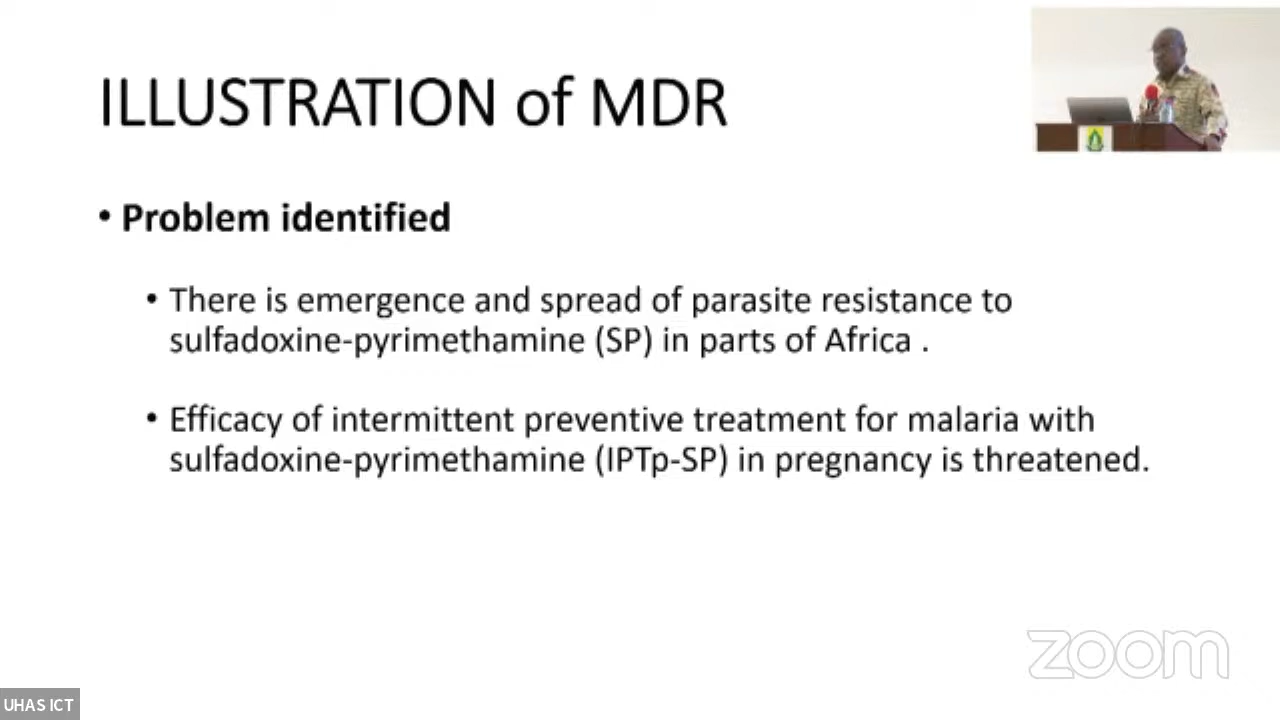 ILLUSTRATION of MDR
• Problem identified
• There is emergence and spread of parasite resistance to
sulfadoxine-pyrimethamine (SP) in parts of Africa .
• Efficacy of intermittent preventive treatment for malaria with
sulfadoxine-pyrimethamine (IPTp-SP) in pregnancy is threatened.
zoom
UHAS ICT